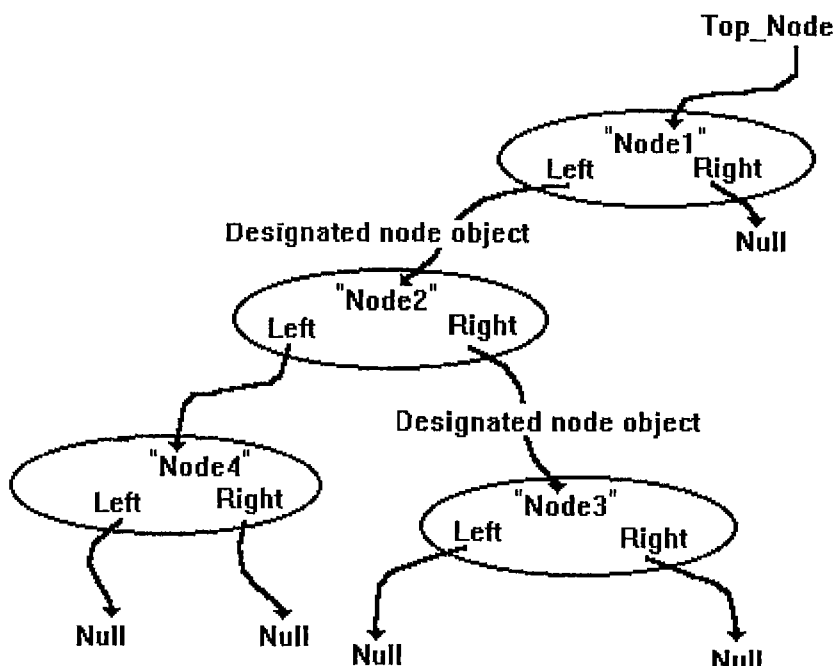 Top_Node
"Node1"
Left Right
Designated node object
Null
"Node2"
Left Right
Designated node object
"Node4"
Left Right
"Node3"
Left Right
Null Null
Null Null